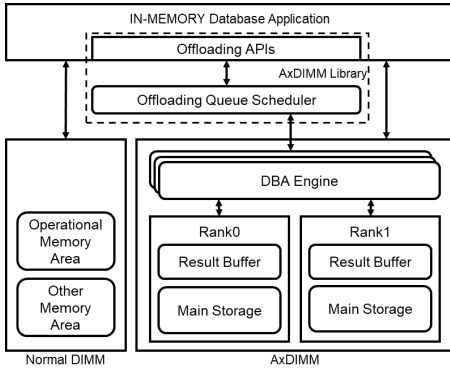 IN-MEMORY Database Application
Offloading APIs
AxDIMM Library
Offloading Queue Scheduler
DBA Engine
Operational
Memory
Area
Other
Memory
Area
Rank0
Result Buffer
Main Storage
Rank1
Result Buffer
Main Storage
Normal DIMM
AxDIMM